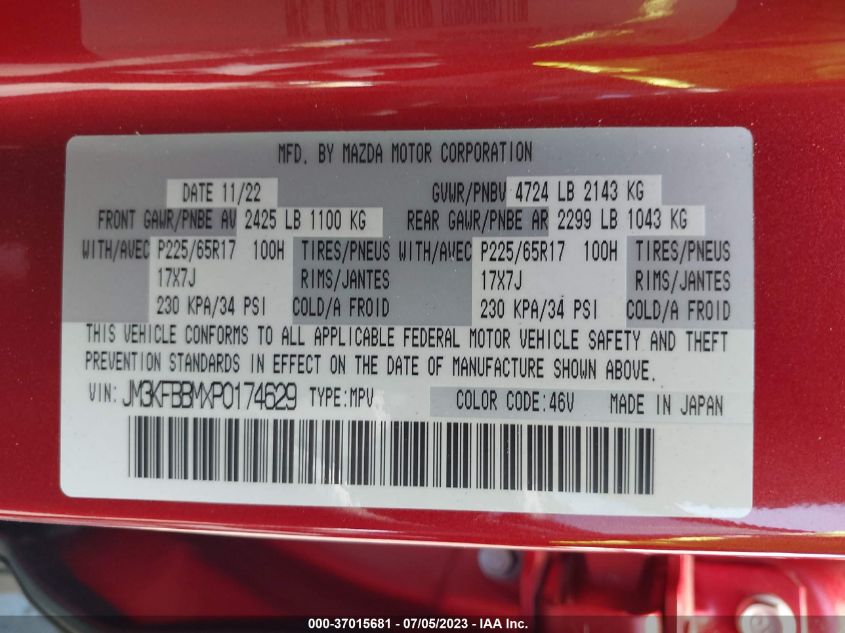 MFD. BY MAZDA MOTOR CORPORATION
DATE 11/22 GVWR/PNBV 4724 LB 2143 KG
FRONT GAWR/PNBE AV 2425 LB 1100 KG REAR GAWR/PNBE AR 2299 LB 1043 KG
WITH/AVEC P225/65R17 100H TIRES/PNEUS WITH/AVEC P225/65R17 100H TIRES/PNEUS
17X7J RIMS/JANTES 17X7J RIMS/JANTES
230 KPA/34 PSI COLD/A FROID 230 KPA/34 PSI COLD/A FROID
THIS VEHICLE CONFORMS TO ALL APPLICABLE FEDERAL MOTOR VEHICLE SAFETY AND THEFT
PREVENTION STANDARDS IN EFFECT ON THE DATE OF MANUFACTURE SHOWN ABOVE.
VIN: JM3KFBBMXP0174629 TYPE:MPV COLOR CODE:46V MADE IN JAPAN
000-37015681 - 07/05/2023 - IAA Inc.